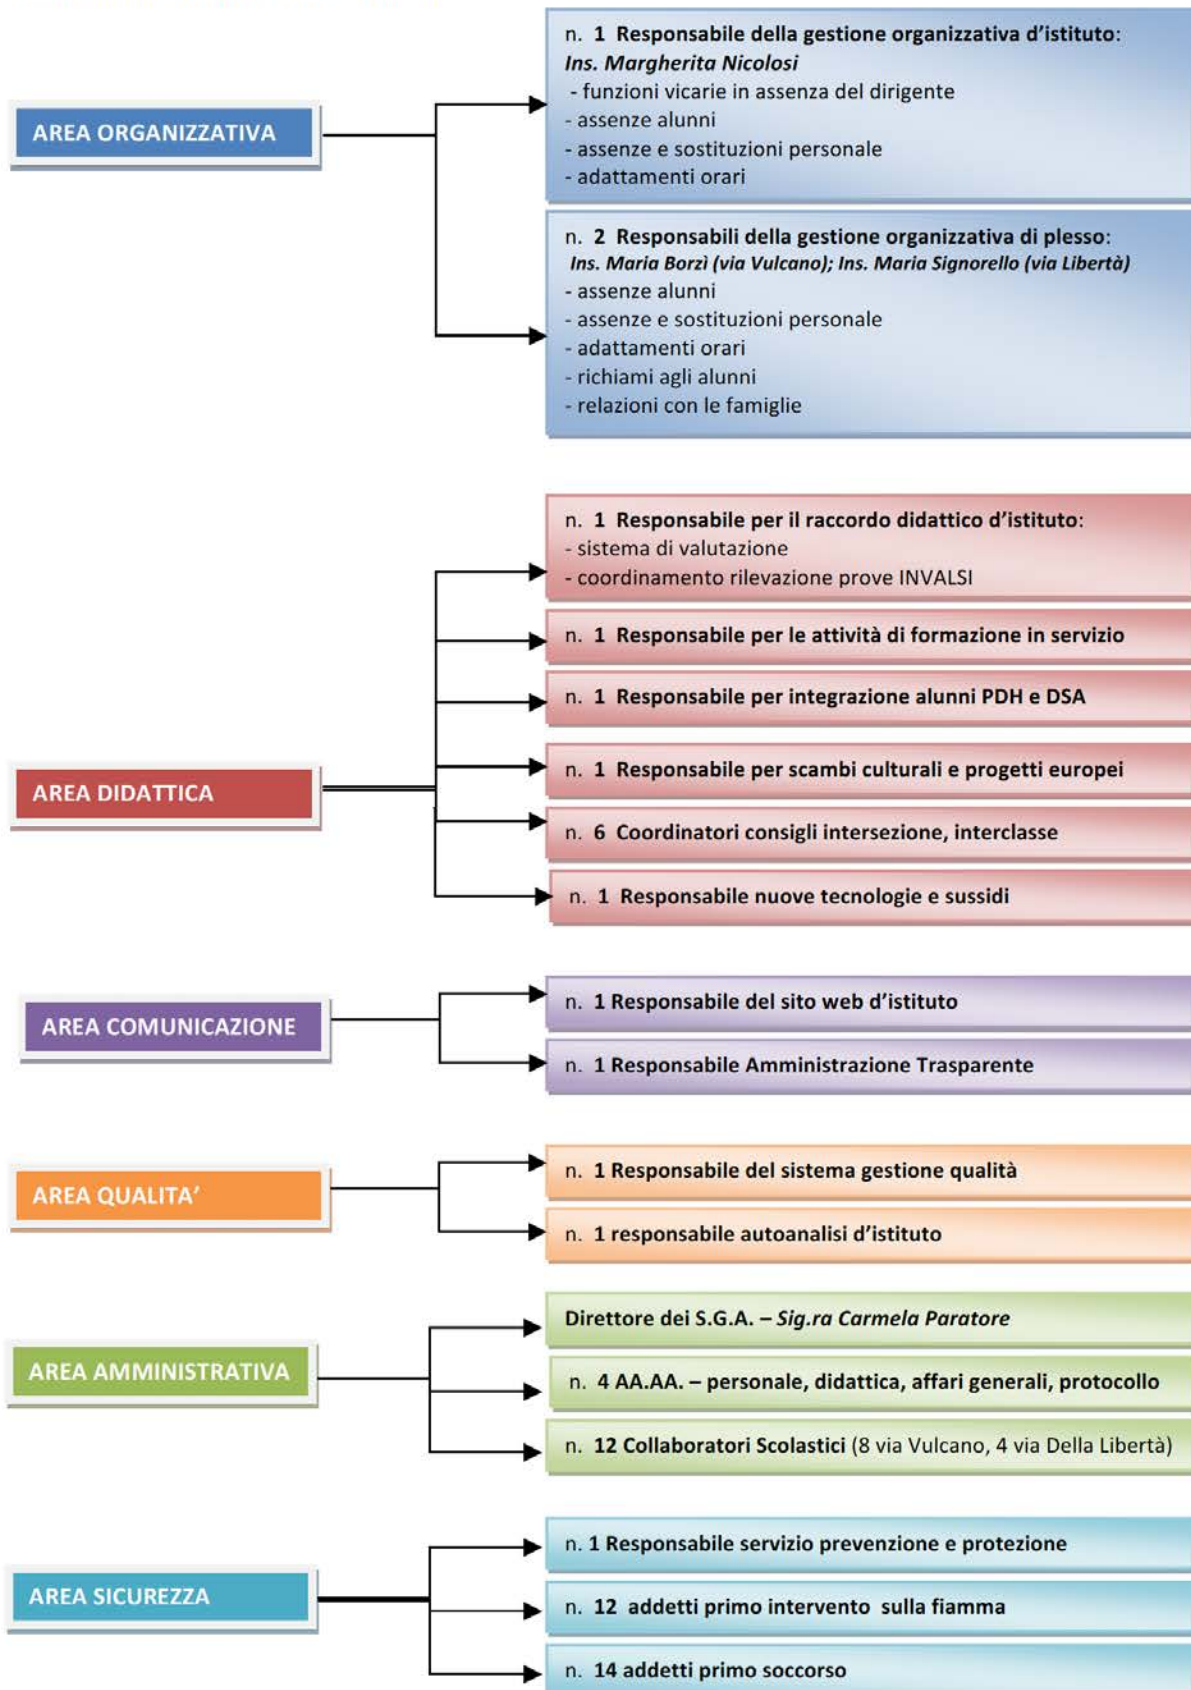 AREA ORGANIZZATIVA
n. 1 Responsabile della gestione organizzativa d’istituto:
Ins. Margherita Nicolosi
- funzioni vicarie in assenza del dirigente
- assenze alunni
- assenze e sostituzioni personale
- adattamenti orari
n. 2 Responsabili della gestione organizzativa di plesso:
Ins. Maria Borzì (via Vulcano); Ins. Maria Signorello (via Libertà)
- assenze alunni
- assenze e sostituzioni personale
- adattamenti orari
- richiami agli alunni
- relazioni con le famiglie
AREA DIDATTICA
n. 1 Responsabile per il raccordo didattico d’istituto:
- sistema di valutazione
- coordinamento rilevazione prove INVALSI
n. 1 Responsabile per le attività di formazione in servizio
n. 1 Responsabile per integrazione alunni PDH e DSA
n. 1 Responsabile per scambi culturali e progetti europei
n. 6 Coordinatori consigli intersezione, interclasse
n. 1 Responsabile nuove tecnologie e sussidi
AREA COMUNICAZIONE
n. 1 Responsabile del sito web d’istituto
n. 1 Responsabile Amministrazione Trasparente
AREA QUALITA’
n. 1 Responsabile del sistema gestione qualità
n. 1 responsabile autoanalisi d’istituto
AREA AMMINISTRATIVA
Direttore dei S.G.A. – Sig.ra Carmela Paratore
n. 4 AA.AA. – personale, didattica, affari generali, protocollo
n. 12 Collaboratori Scolastici (8 via Vulcano, 4 via Della Libertà)
AREA SICUREZZA
n. 1 Responsabile servizio prevenzione e protezione
n. 12 addetti primo intervento sulla fiamma
n. 14 addetti primo soccorso